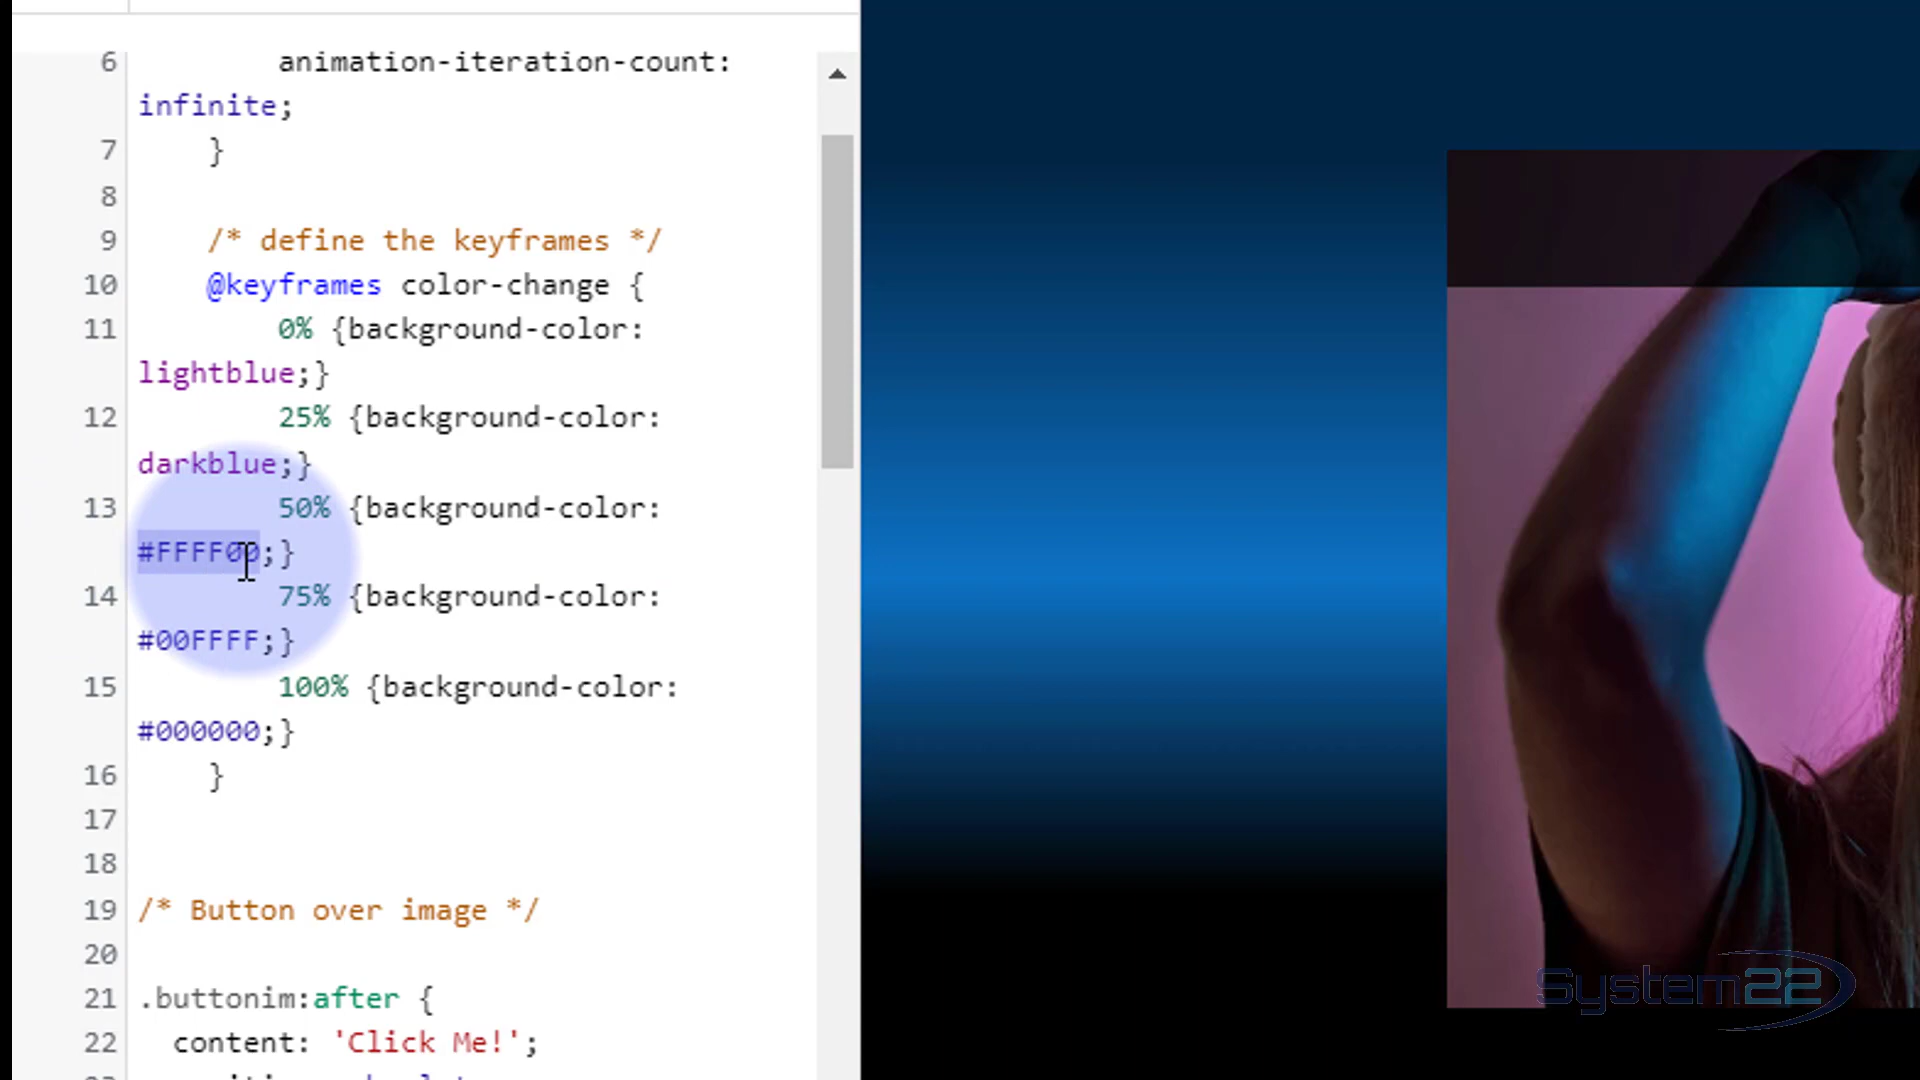 6 animation-iteration-count:
infinite;
7 }
8
9 /* define the keyframes */
10 @keyframes color-change {
11 0% {background-color:
lightblue;}
12 25% {background-color:
darkblue;}
13 50% {background-color:
#FFFF00;}
14 75% {background-color:
#00FFFF;}
15 100% {background-color:
#000000;}
16 }
17
18
19 /* Button over image */
20
21 .buttonim:after {
22 content: 'Click Me!';
System22